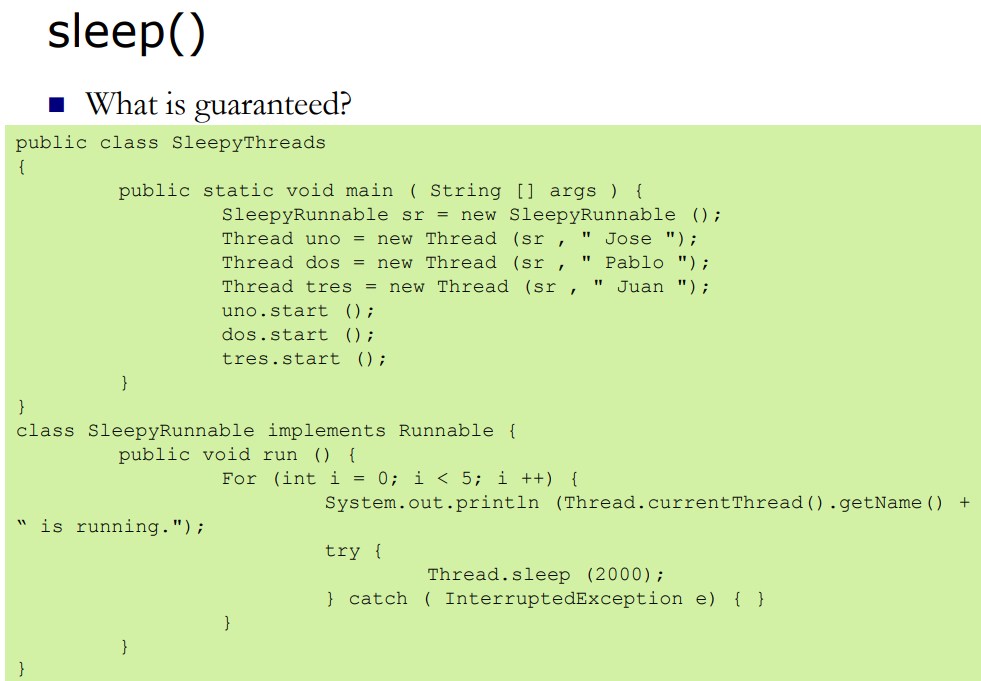 sleep()
■ What is guaranteed?
public class SleepyThreads
{
public static void main ( String [] args ) {
SleepyRunnable sr = new SleepyRunnable ();
Thread uno = new Thread (sr , " Jose ");
Thread dos = new Thread (sr , " Pablo ");
Thread tres = new Thread (sr , " Juan ");
uno.start ();
dos.start ();
tres.start ();
}
}
class SleepyRunnable implements Runnable {
public void run () {
For (int i = 0; i < 5; i ++) {
System.out.println (Thread.currentThread().getName() +
“ is running.");
try {
Thread.sleep (2000);
} catch ( InterruptedException e) { }
}
}
}